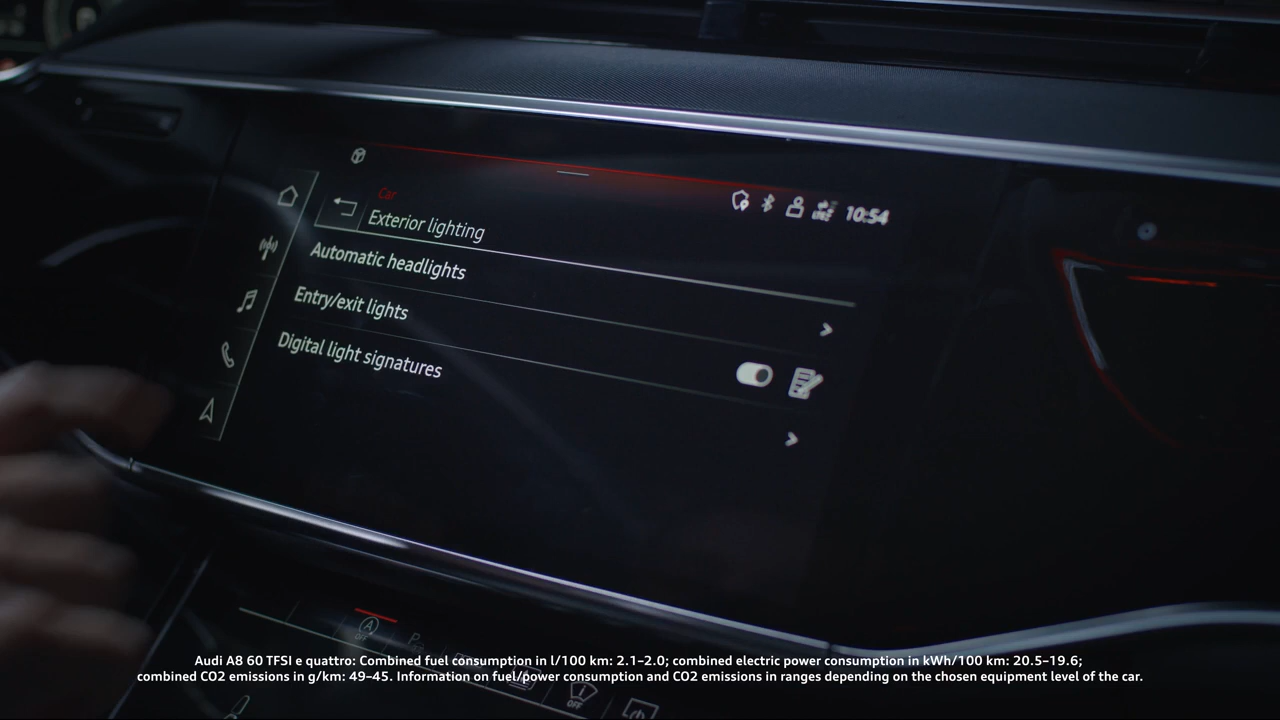 Car
Exterior lighting
10:54
Automatic headlights
Entry/exit lights
Digital light signatures
A
OFF
OFF
Audi A8 60 TFSI e quattro: Combined fuel consumption in l/100 km: 2.1–2.0; combined electric power consumption in kWh/100 km: 20.5–19.6;
combined CO2 emissions in g/km: 49–45. Information on fuel/power consumption and CO2 emissions in ranges depending on the chosen equipment level of the car.